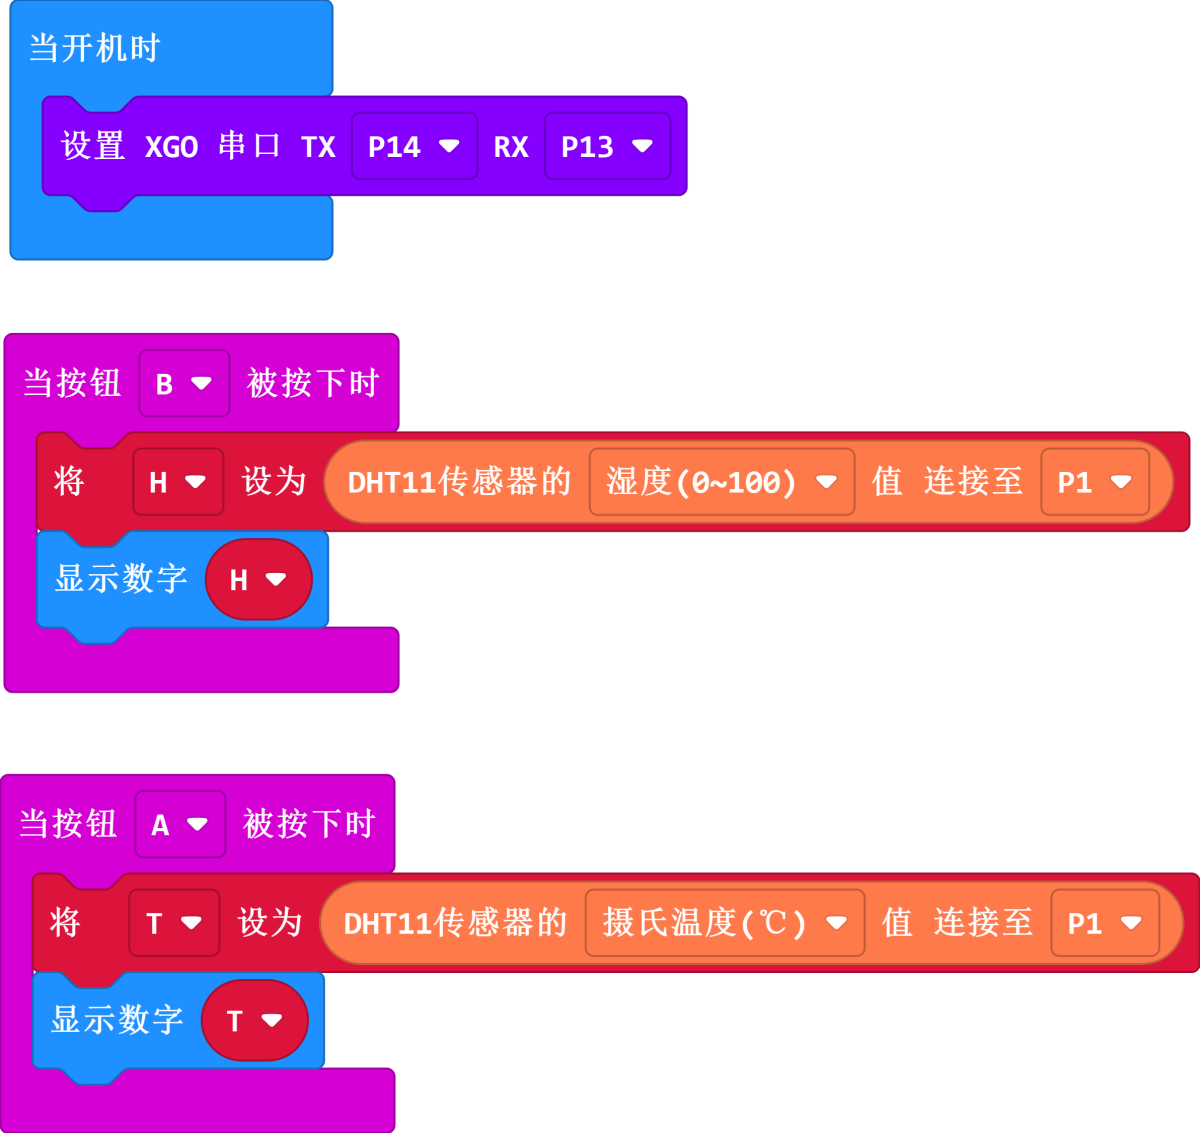 当开机时
设置 XGO 串口 TX P14 RX P13
当按钮 B 被按下时
将 H 设为 DHT11传感器的 湿度(0~100) 值 连接至 P1
显示数字 H
当按钮 A 被按下时
将 T 设为 DHT11传感器的 摄氏温度(℃) 值 连接至 P1
显示数字 T